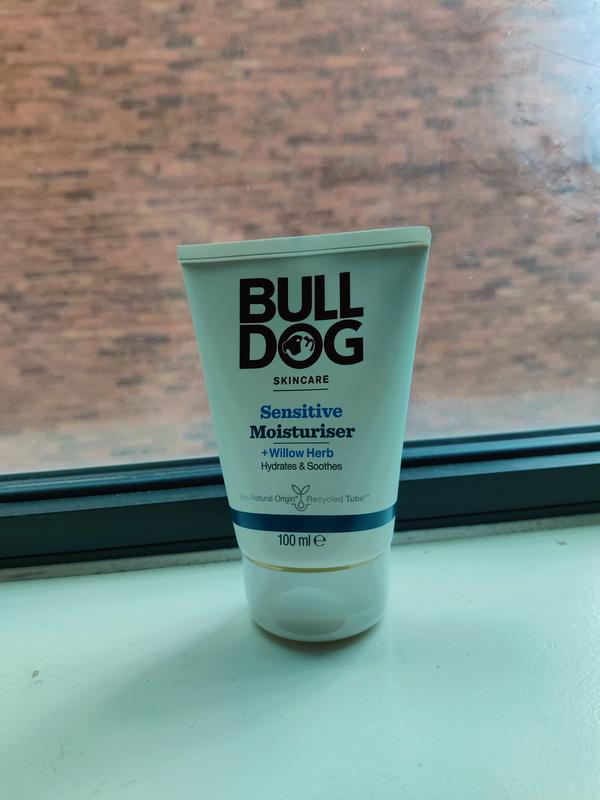 BULL
DOG
SKINCARE
Sensitive
Moisturiser
+Willow Herb
Hydrates & Soothes
Natural Origin* Recycled Tube**
100 ml ℮